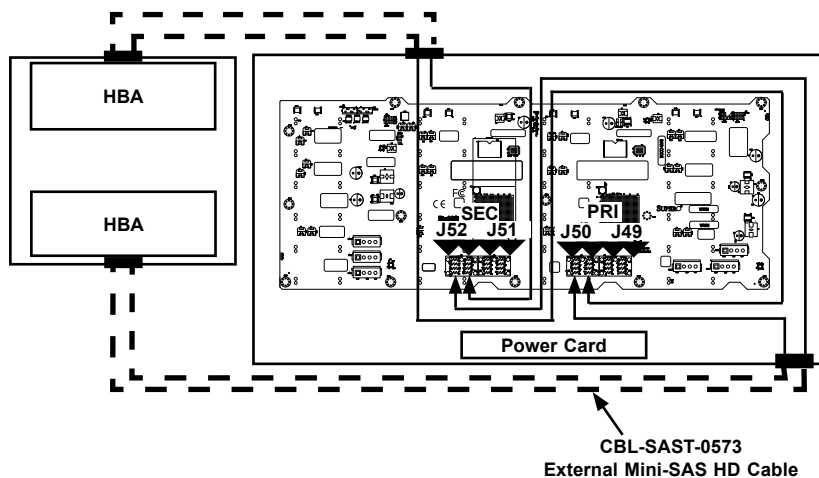 HBA
HBA
SEC
PRI
J52
J51
J50
J49
Power Card
CBL-SAST-0573
External Mini-SAS HD Cable